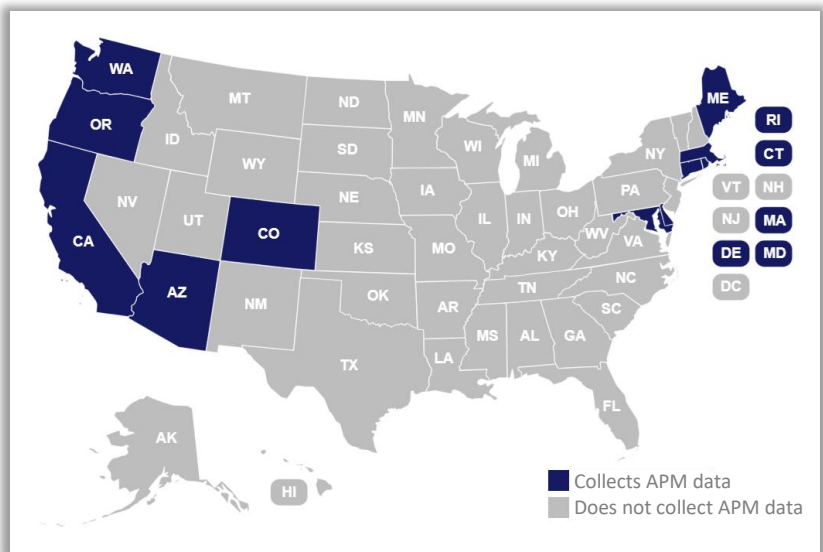 WA
ME
MT
ND
RI
OR
MN
ID
WI
NY
CT
SD
MI
WY
VT
NH
NE
IA
PA
NV
OH
NJ
MA
UT
IL
IN
CA
CO
WV
VA
DE
MD
KS
MO
KY
DC
NC
TN
AZ
OK
NM
AR
SC
MS
AL
GA
LA
TX
FL
AK
HI
Collects APM data
Does not collect APM data